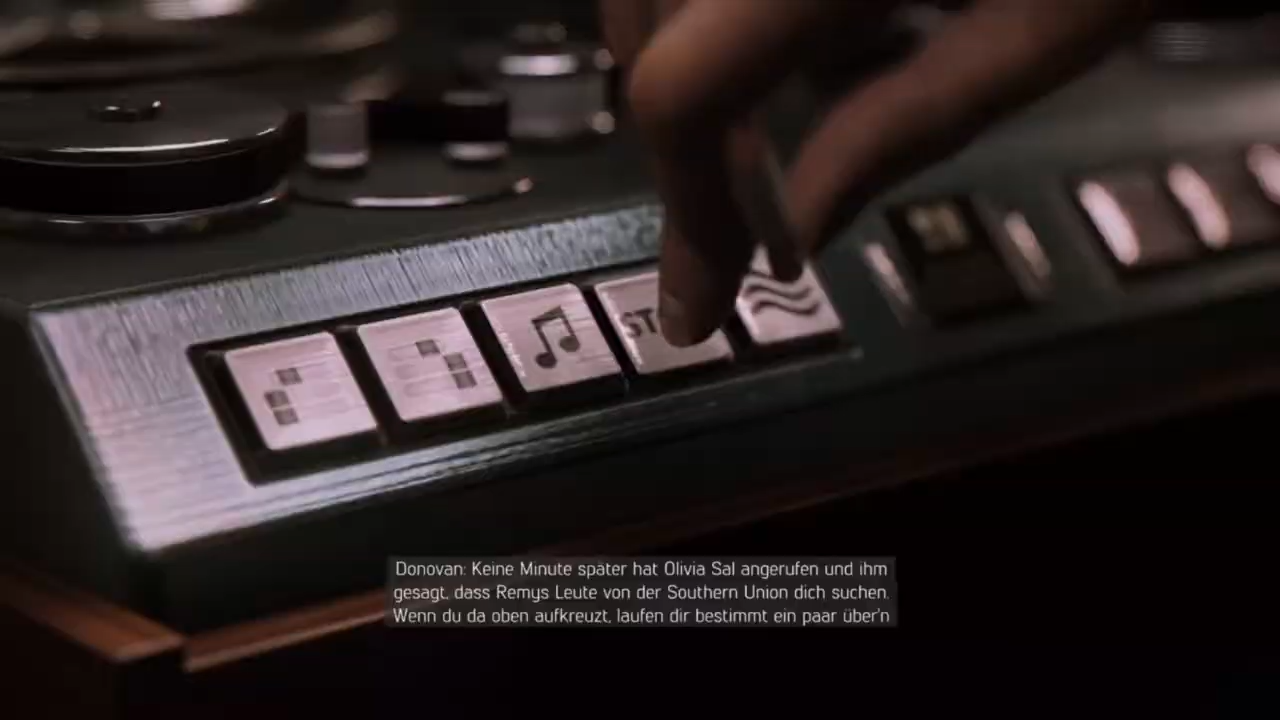 Donovan: Keine Minute später hat Olivia Sal angerufen und ihm
gesagt, dass Remys Leute von der Southern Union dich suchen.
Wenn du da oben aufkreuzt, laufen dir bestimmt ein paar über'n